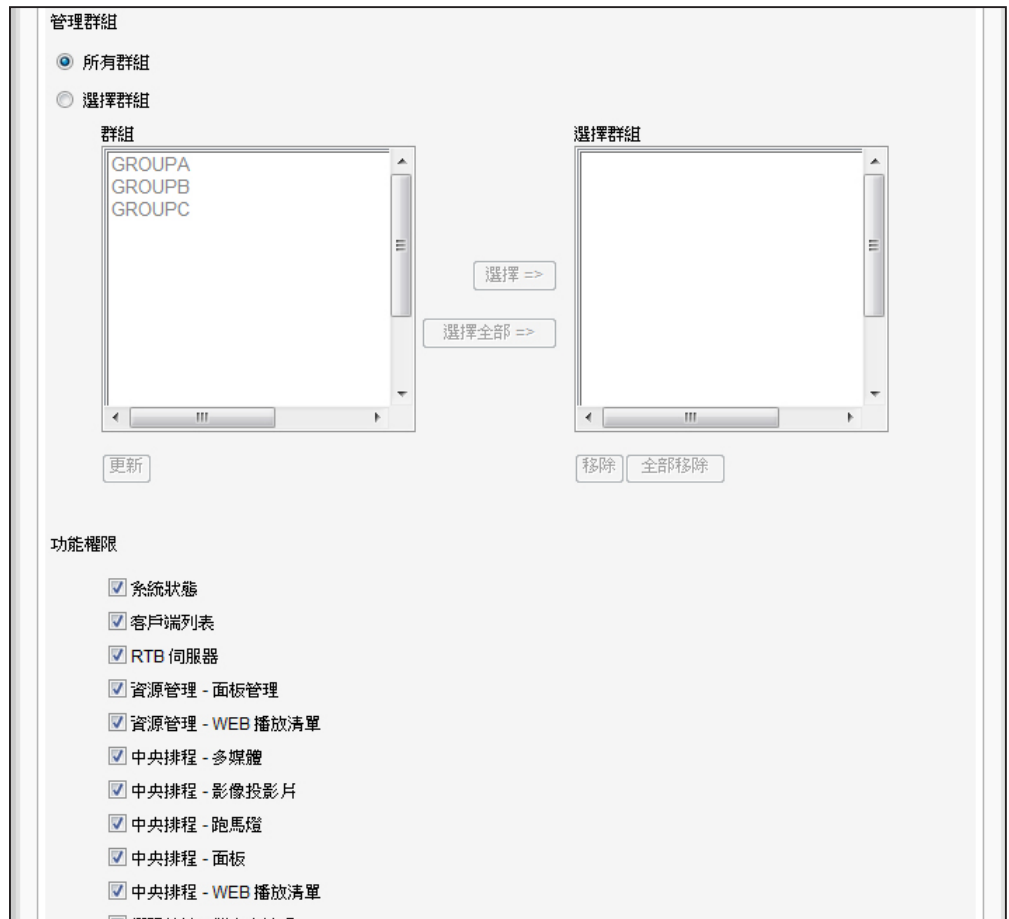 管理群組
所有群組
選擇群組
群組
選擇群組
GROUPA
GROUPB
GROUPC
選擇 =>
選擇全部 =>
更新
移除
全部移除
功能權限
系統狀態
客戶端列表
RTB 伺服器
資源管理 - 面板管理
資源管理 - WEB 播放清單
中央排程 - 多媒體
中央排程 - 影像投影片
中央排程 - 跑馬燈
中央排程 - 面板
中央排程 - WEB 播放清單